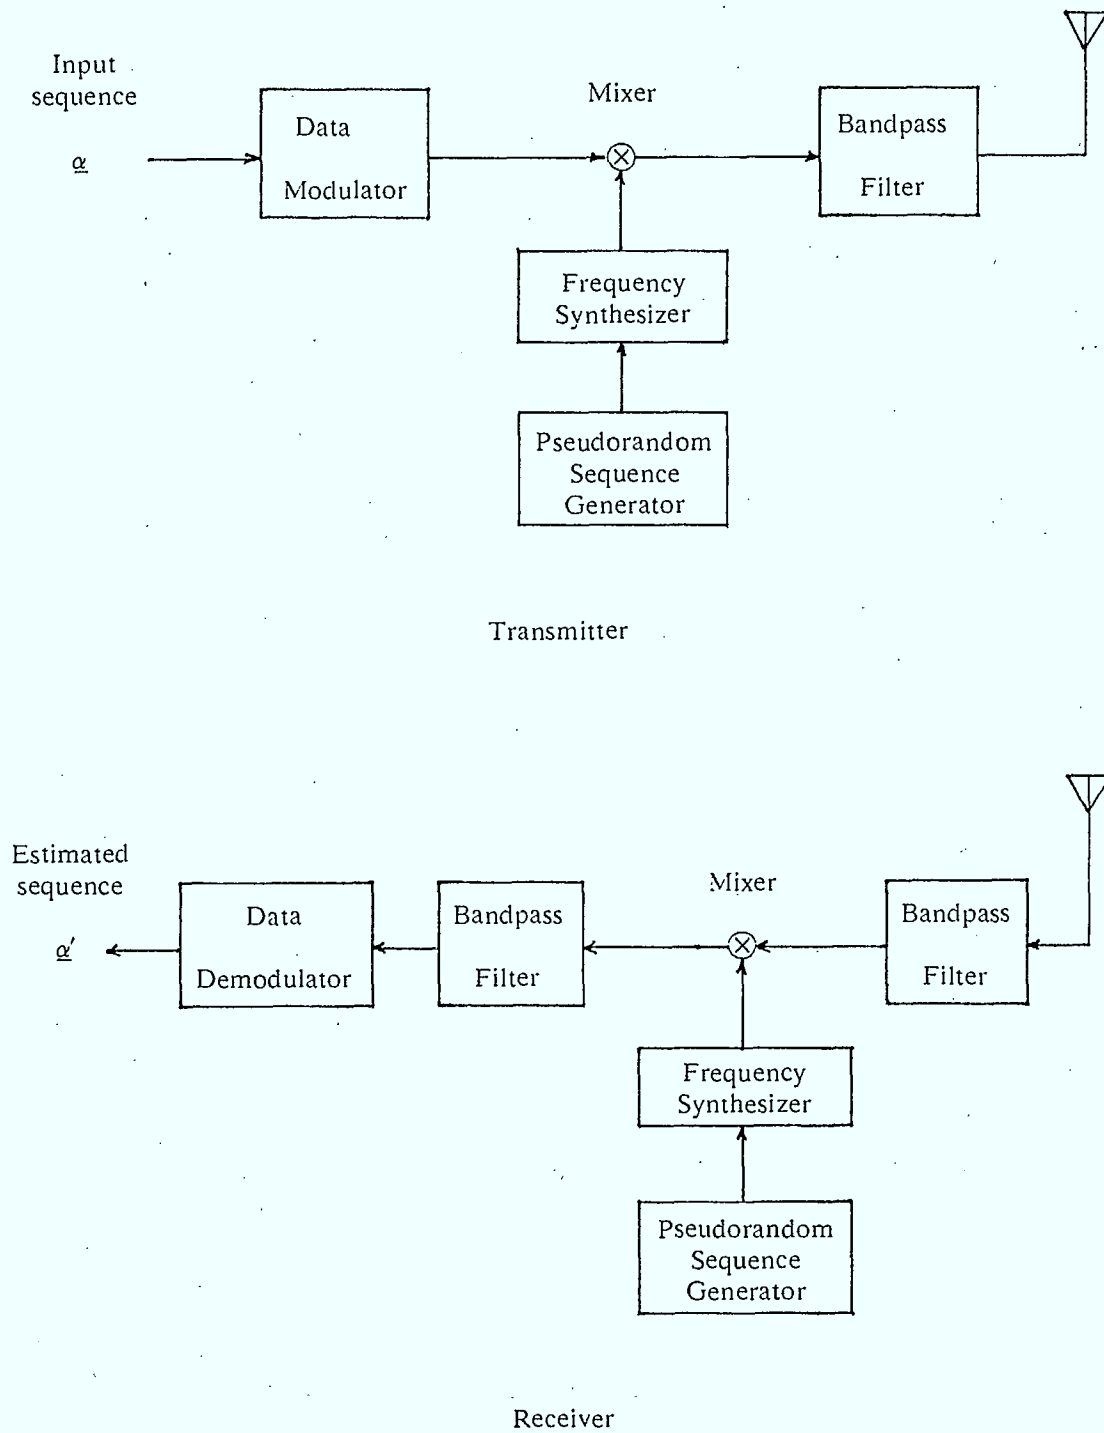 Input
sequence
α
Data
Modulator
Mixer
Bandpass
Filter
Frequency
Synthesizer
Pseudorandom
Sequence
Generator
Transmitter
Estimated
sequence
α'
Data
Demodulator
Bandpass
Filter
Mixer
Bandpass
Filter
Frequency
Synthesizer
Pseudorandom
Sequence
Generator
Receiver